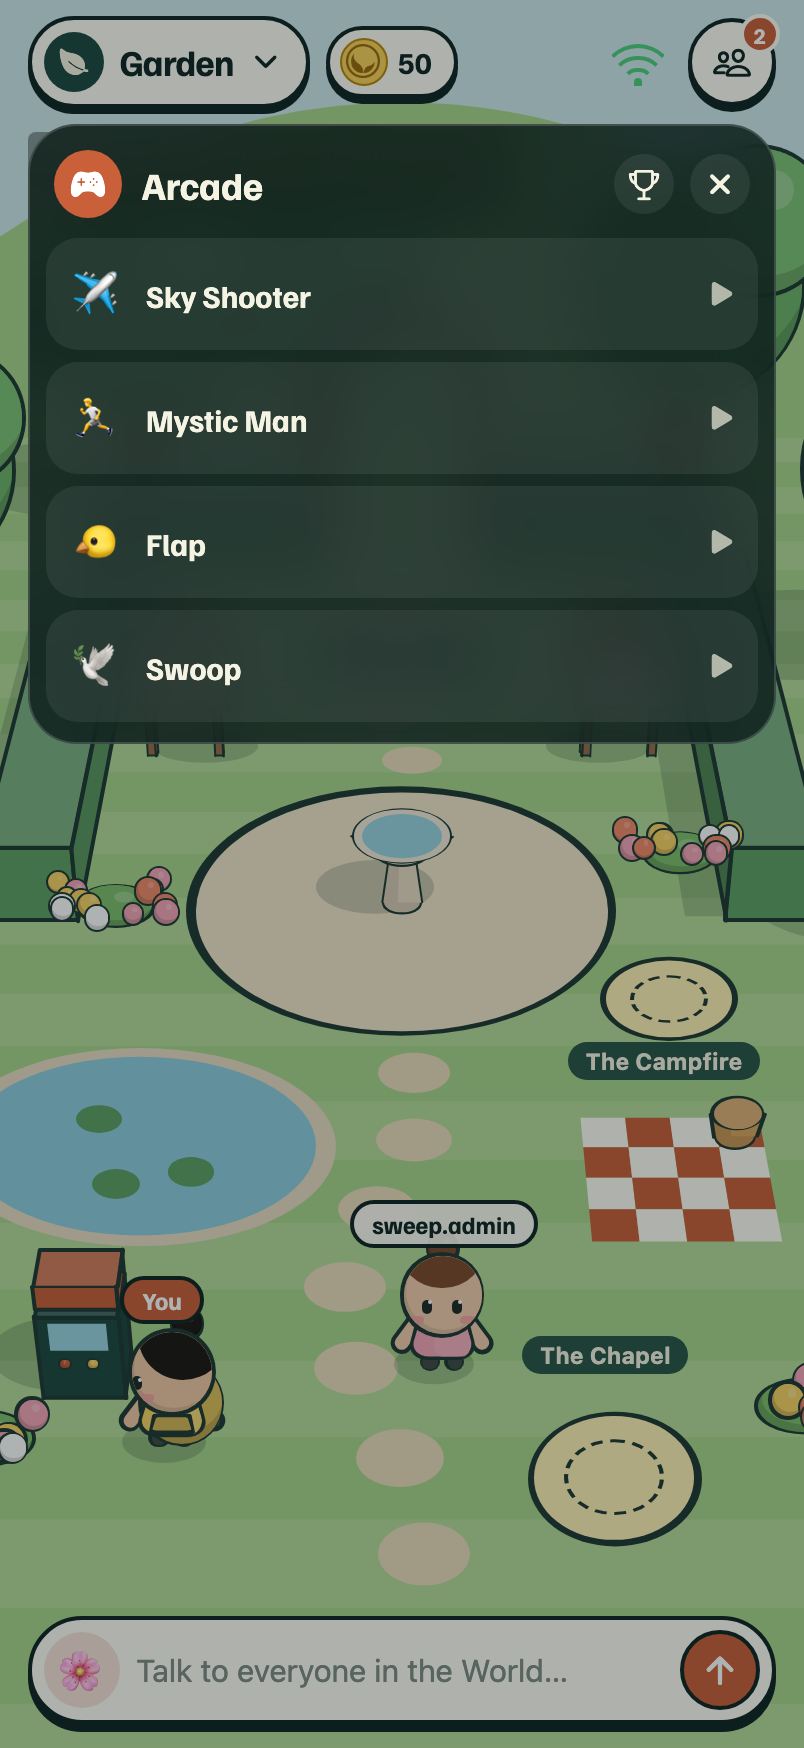 Garden
50
2
Arcade
Sky Shooter
Mystic Man
Flap
Swoop
The Campfire
sweep.admin
You
The Chapel
Talk to everyone in the World...